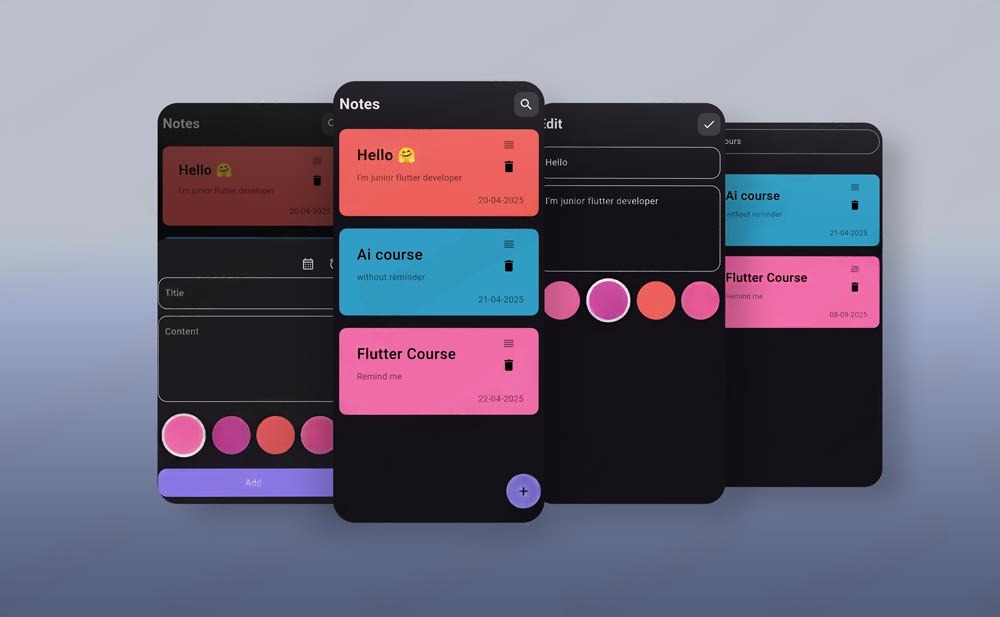 Notes
Hello 🤗
I'm junior flutter developer
20-04-2025
Title
Content
Add
Notes
Hello 🤗
I'm junior flutter developer
20-04-2025
Ai course
without reminder
21-04-2025
Flutter Course
Remind me
22-04-2025
+
Edit
Hello
I'm junior flutter developer
ours
Ai course
without reminder
21-04-2025
Flutter Course
Remind me
08-09-2025